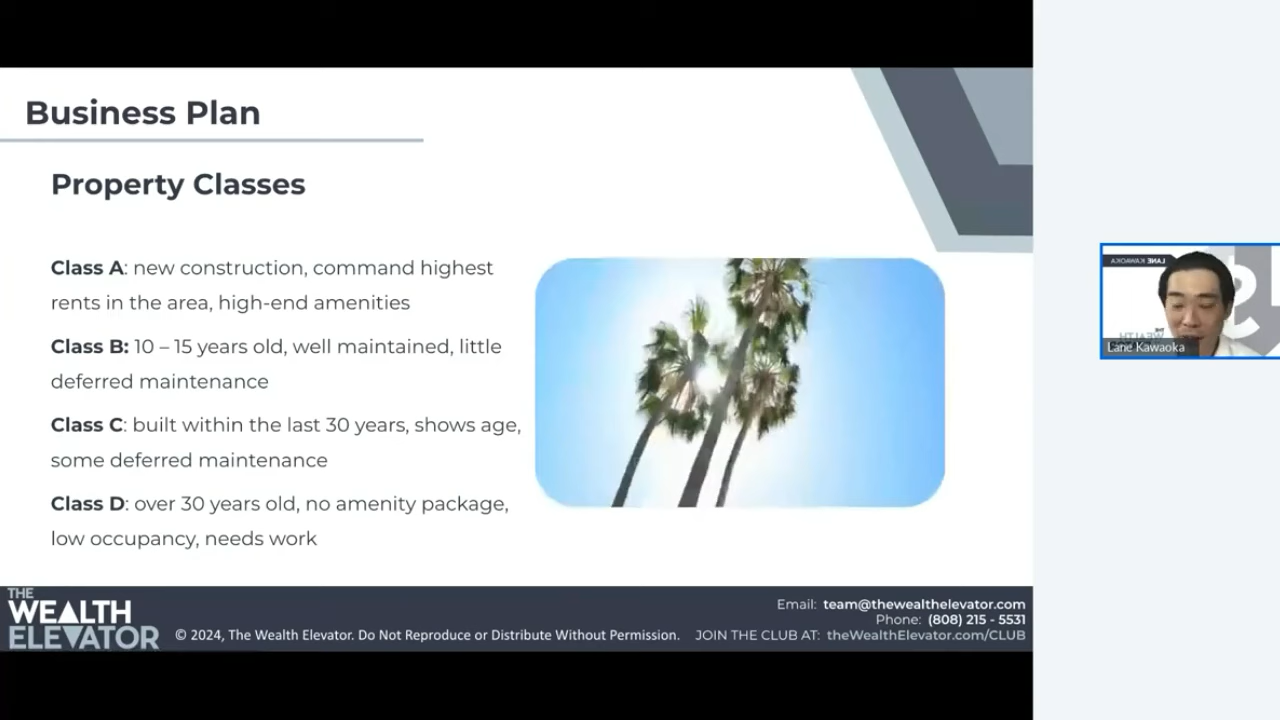 Business Plan
Property Classes
Class A: new construction, command highest
rents in the area, high-end amenities
Class B: 10 – 15 years old, well maintained, little
deferred maintenance
Class C: built within the last 30 years, shows age,
some deferred maintenance
Class D: over 30 years old, no amenity package,
low occupancy, needs work
LANE KAWAOKA
THE
WEALTH
Lane Kawaoka
THE
WEALTH
ELEVATOR
© 2024, The Wealth Elevator. Do Not Reproduce or Distribute Without Permission.
Email: team@thewealthelevator.com
Phone: (808) 215 - 5531
JOIN THE CLUB AT: theWealthElevator.com/CLUB